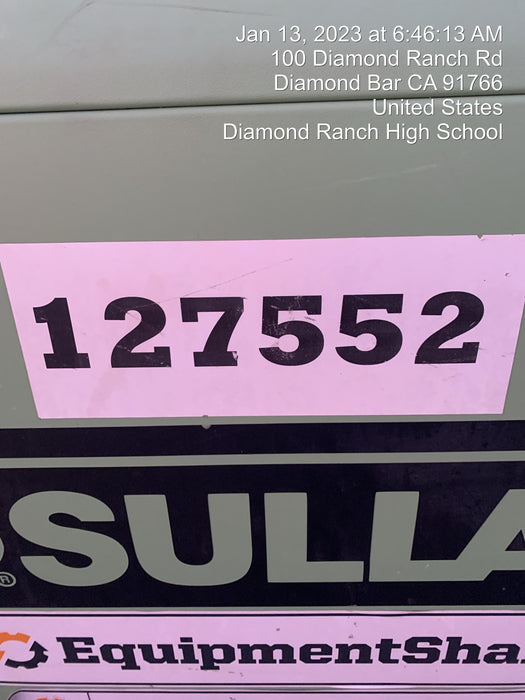 Jan 13, 2023 at 6:46:13 AM
100 Diamond Ranch Rd
Diamond Bar CA 91766
United States
Diamond Ranch High School
127552
SULLA
®
EquipmentSha